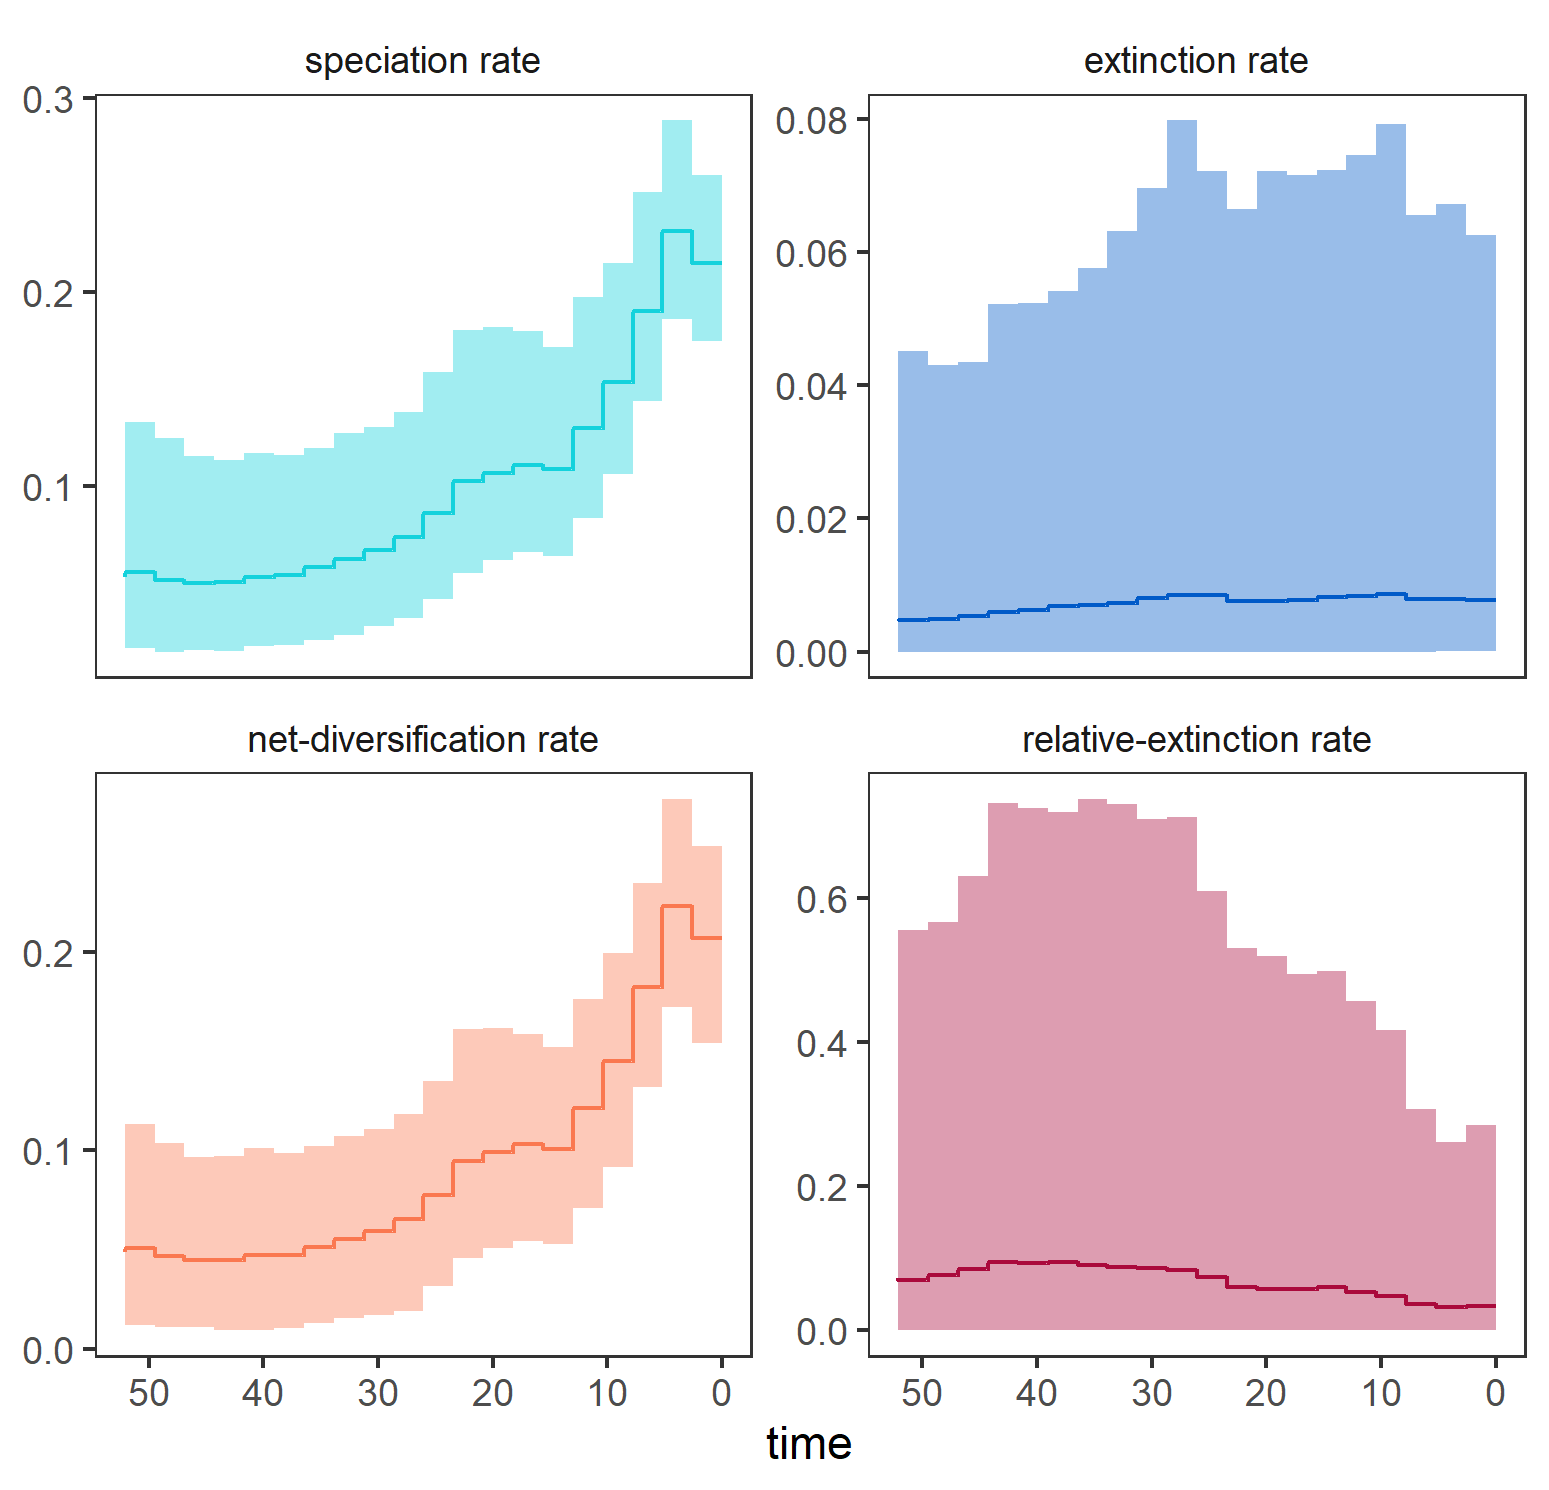 speciation rate
extinction rate
0.3
0.2
0.1
0.08
0.06
0.04
0.02
0.00
net-diversification rate
relative-extinction rate
0.2
0.1
0.0
0.6
0.4
0.2
0.0
50 40 30 20 10 0
50 40 30 20 10 0
time